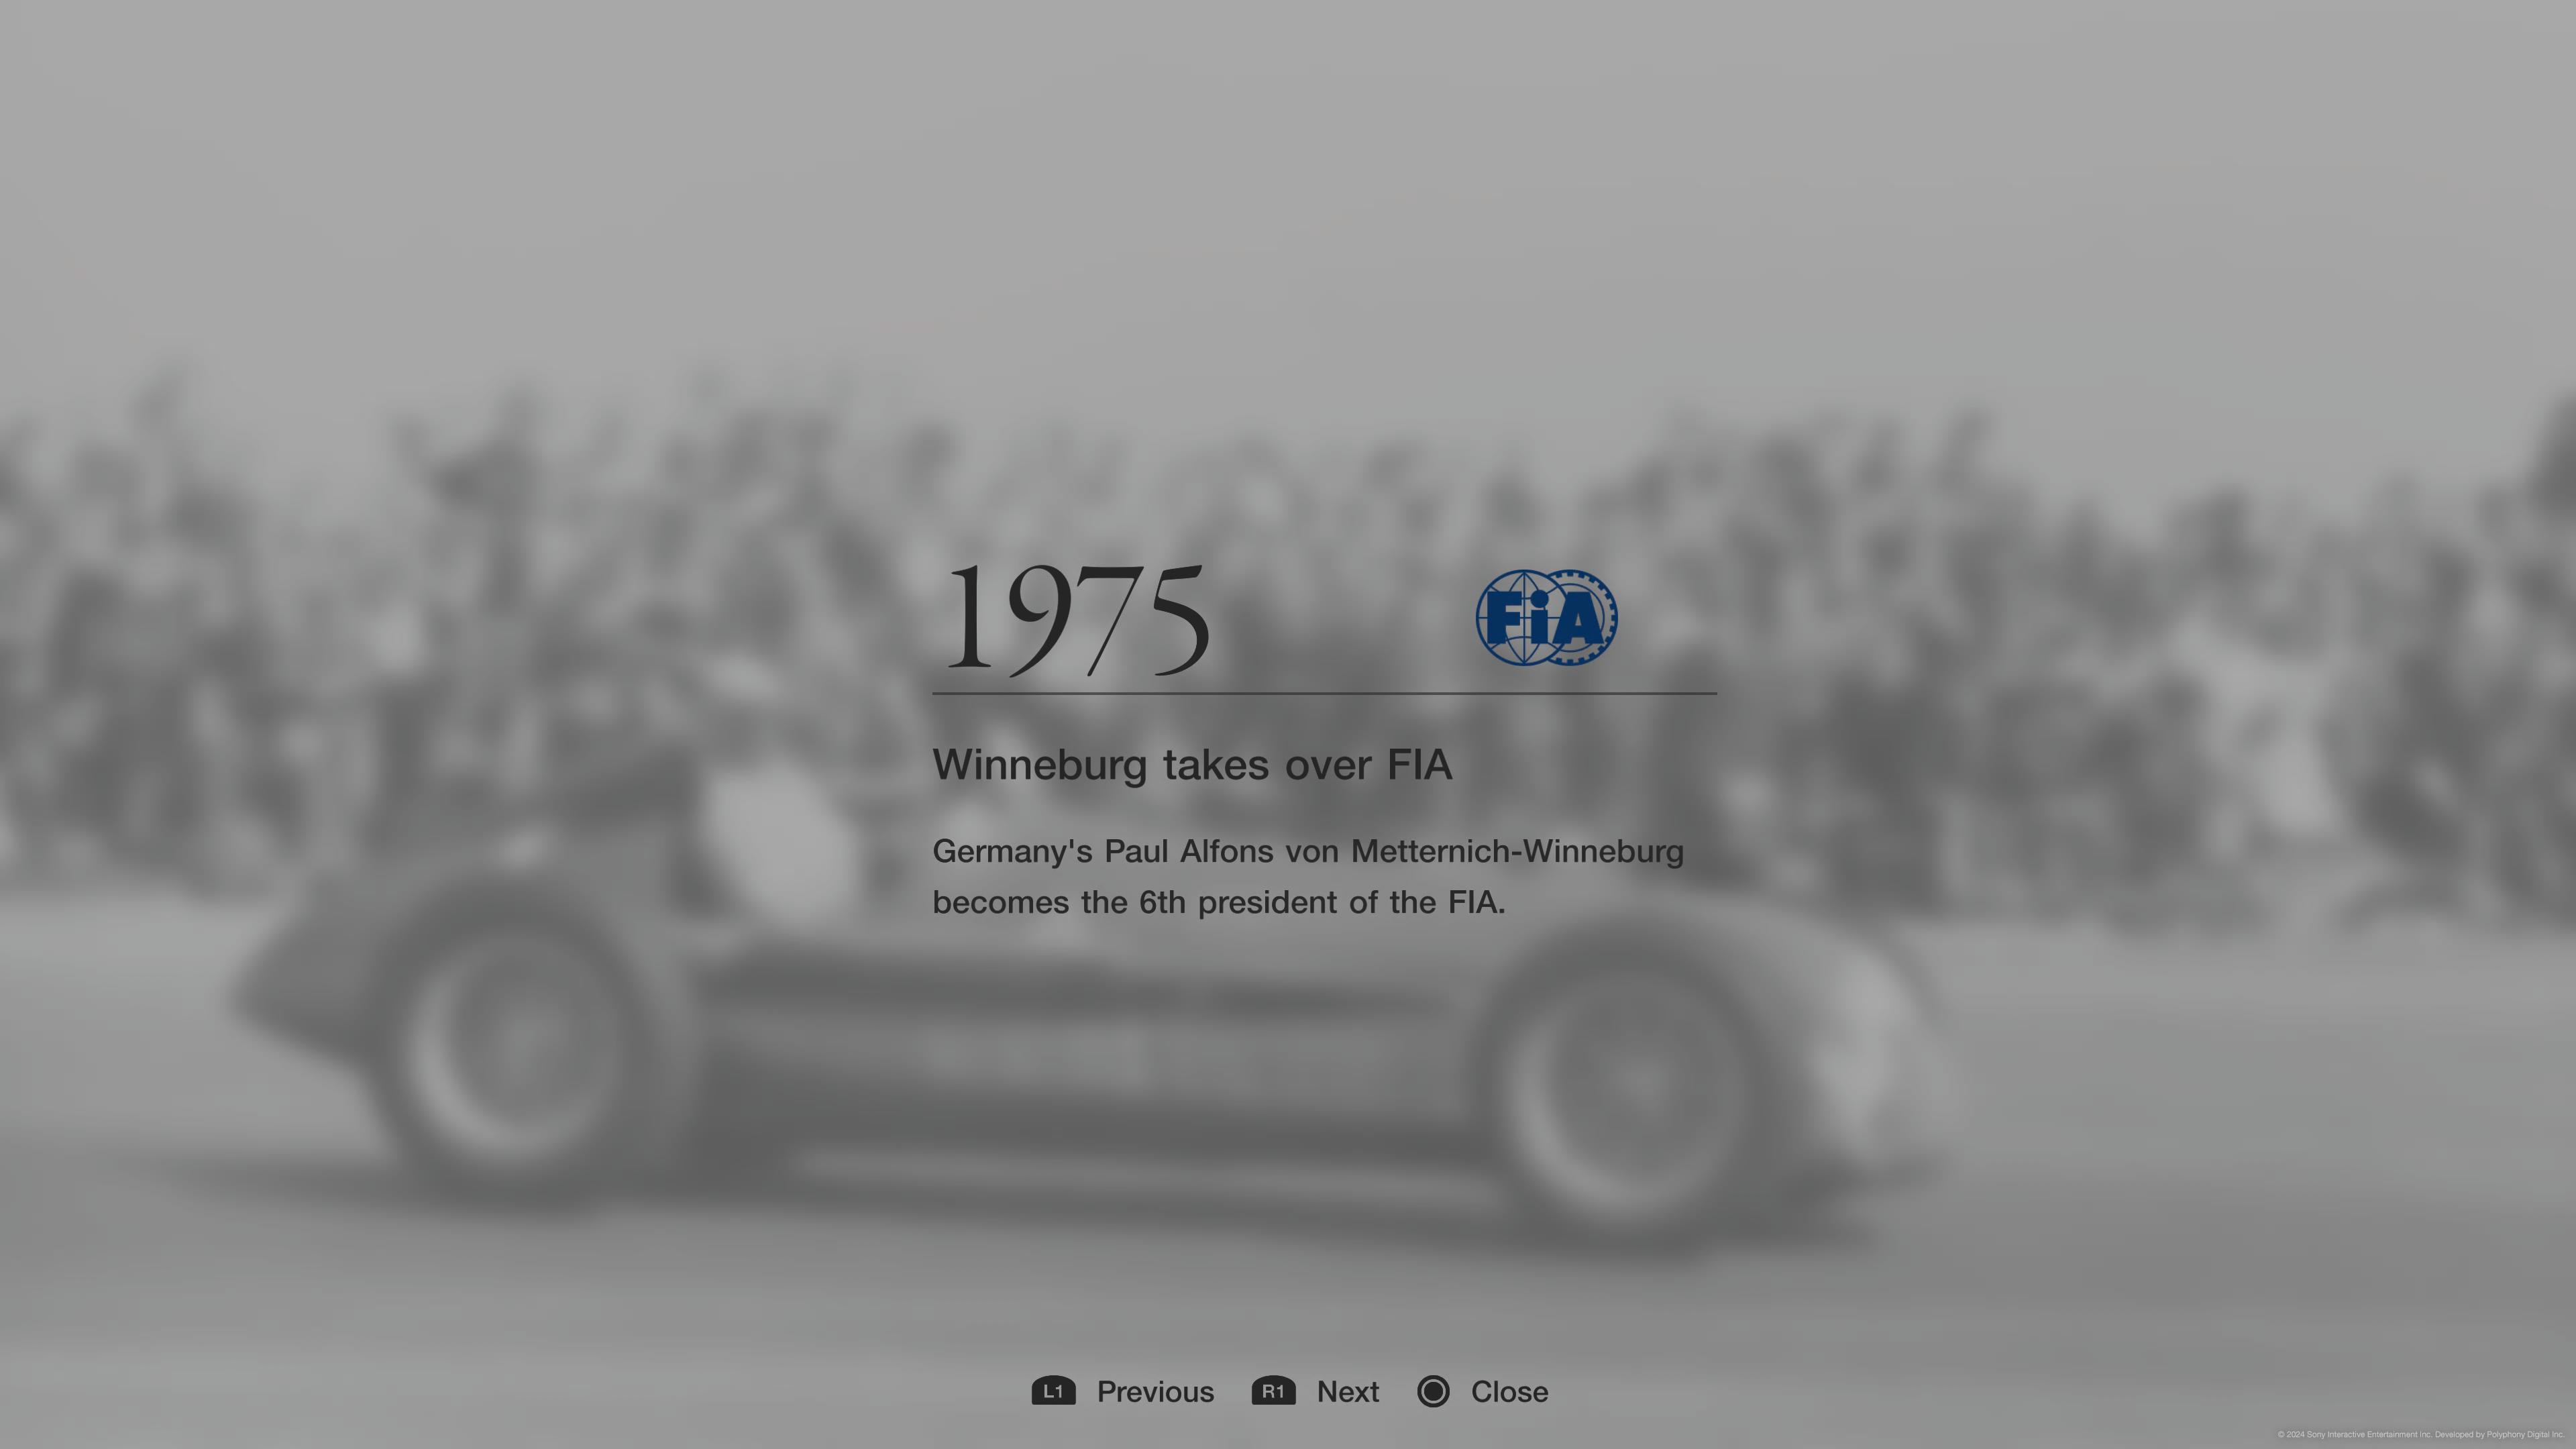 1975
FiA
Winneburg takes over FIA
Germany's Paul Alfons von Metternich-Winneburg
becomes the 6th president of the FIA.
L1 Previous R1 Next Close
© 2024 Sony Interactive Entertainment Inc. Developed by Polyphony Digital Inc.